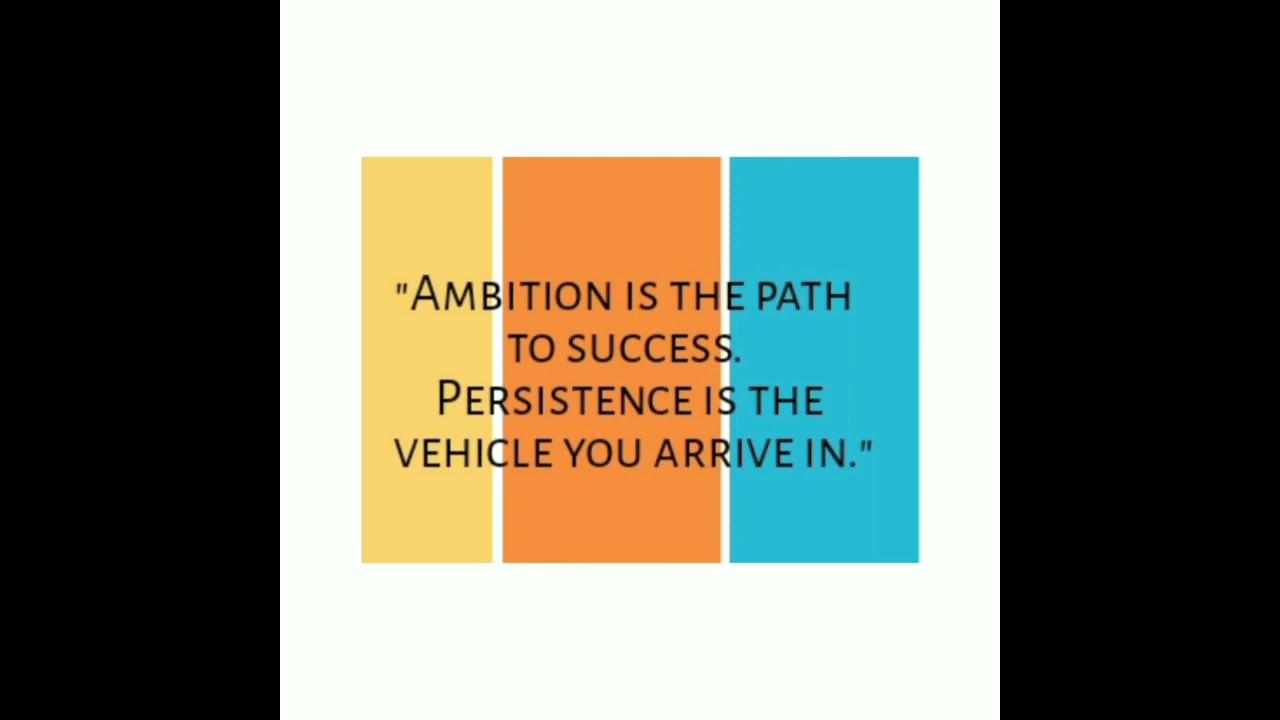 "Ambition is the path
to success.
Persistence is the
vehicle you arrive in."